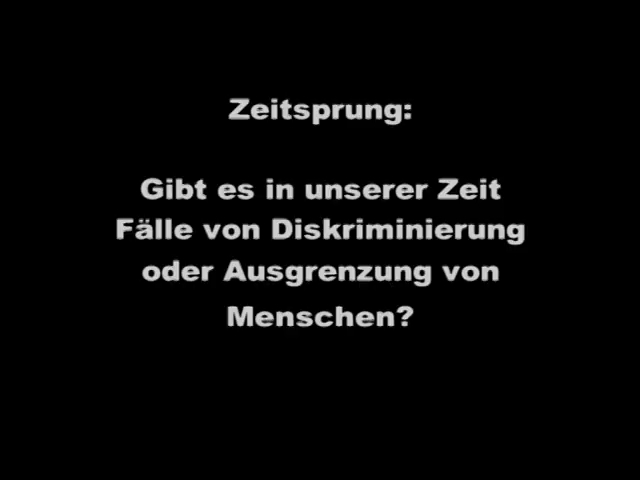 Zeitsprung:
Gibt es in unserer Zeit
Fälle von Diskriminierung
oder Ausgrenzung von
Menschen?